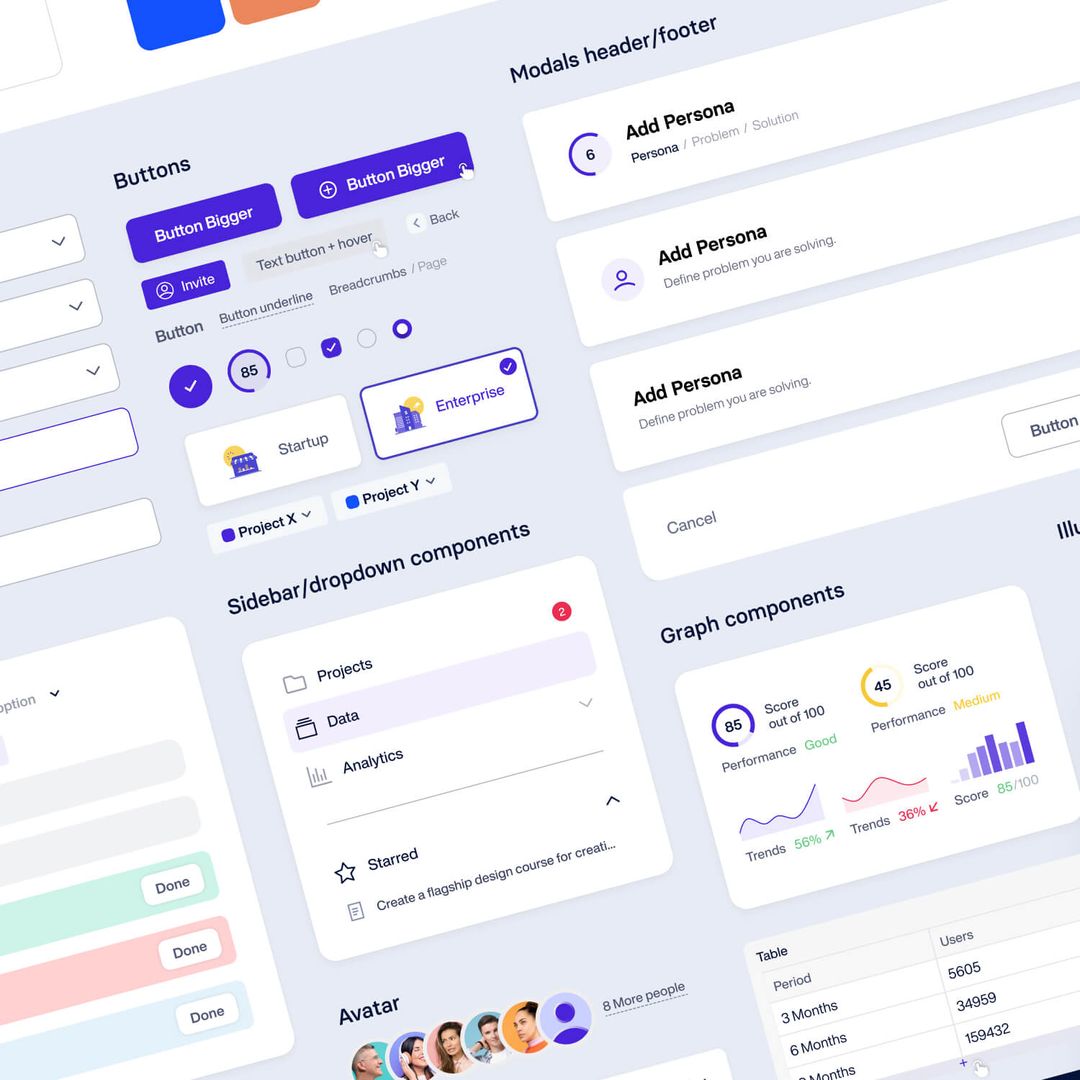 Buttons
Button Bigger
Button Bigger
Invite
Text button + hover
Back
Button
Button underline
Breadcrumbs / Page
85
Startup
Enterprise
Project X
Project Y
Modals header/footer
6
Add Persona
Persona / Problem / Solution
Add Persona
Define problem you are solving.
Add Persona
Define problem you are solving.
Cancel
Button
Sidebar/dropdown components
2
Projects
Data
Analytics
Starred
Create a flagship design course for creati...
Graph components
85
Score
out of 100
Performance Good
45
Score
out of 100
Performance Medium
Trends 56%
Trends 36%
Score 85/100
Done
Done
Done
Avatar
8 More people
Table
Period
Users
3 Months
5605
6 Months
34959
Months
159432
+